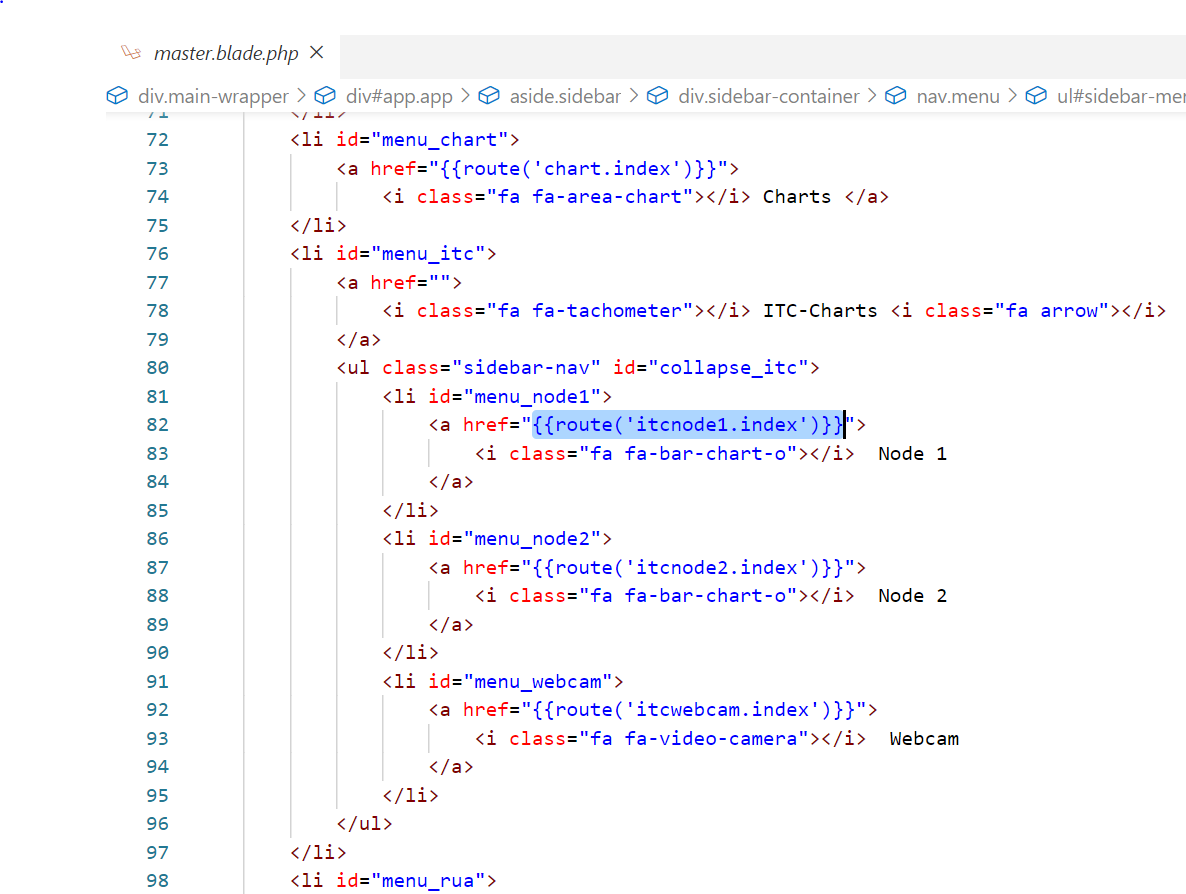 master.blade.php
div.main-wrapper > div#app.app > aside.sidebar > div.sidebar-container > nav.menu > ul#sidebar-me
71 </li>
72 <li id="menu_chart">
73 <a href="{{route('chart.index')}}">
74 <i class="fa fa-area-chart"></i> Charts </a>
75 </li>
76 <li id="menu_itc">
77 <a href="">
78 <i class="fa fa-tachometer"></i> ITC-Charts <i class="fa arrow"></i>
79 </a>
80 <ul class="sidebar-nav" id="collapse_itc">
81 <li id="menu_node1">
82 <a href="{{route('itcnode1.index')}}">
83 <i class="fa fa-bar-chart-o"></i>  Node 1
84 </a>
85 </li>
86 <li id="menu_node2">
87 <a href="{{route('itcnode2.index')}}">
88 <i class="fa fa-bar-chart-o"></i>  Node 2
89 </a>
90 </li>
91 <li id="menu_webcam">
92 <a href="{{route('itcwebcam.index')}}">
93 <i class="fa fa-video-camera"></i>  Webcam
94 </a>
95 </li>
96 </ul>
97 </li>
98 <li id="menu_rua">